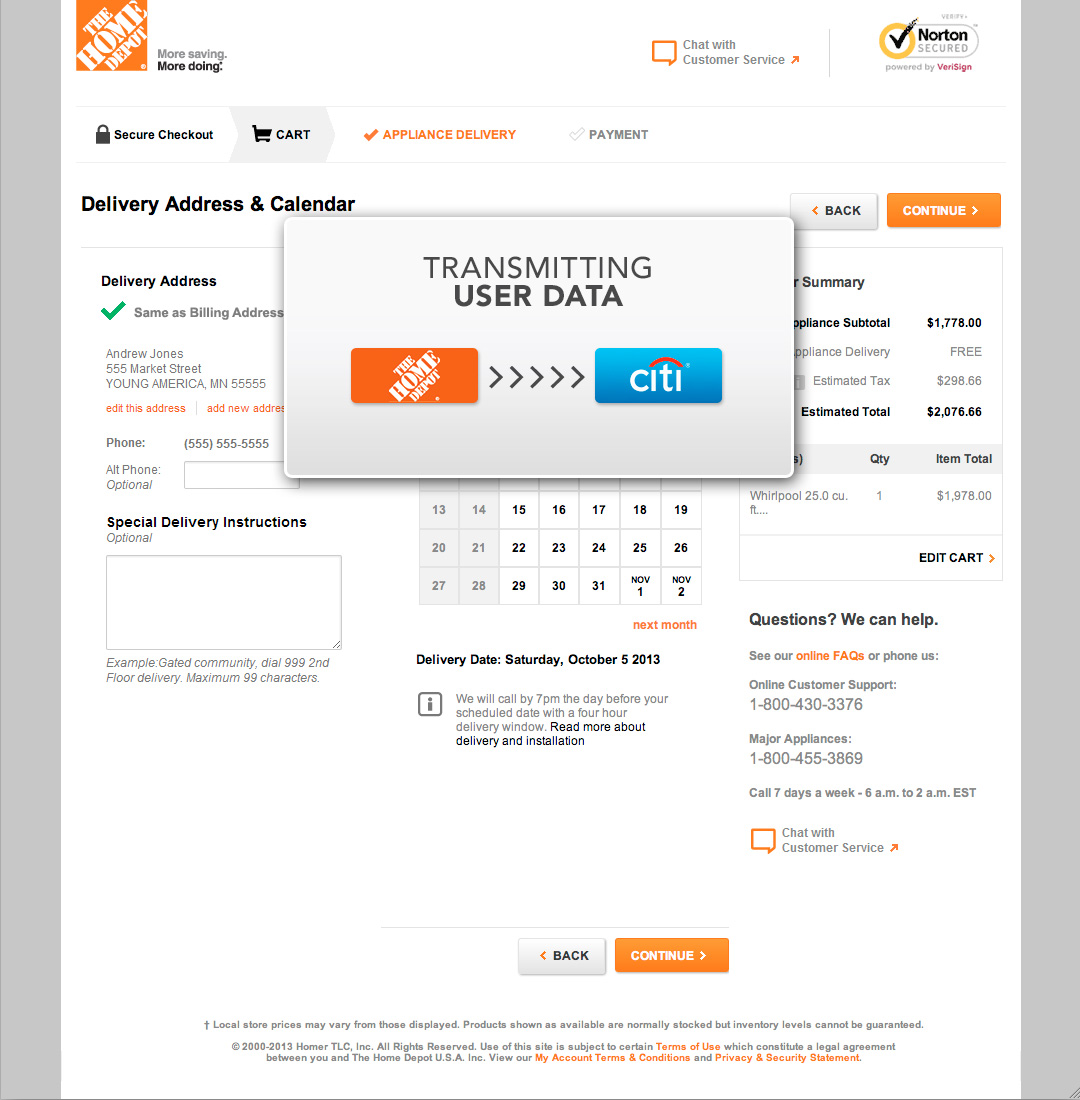 THE HOME DEPOT
More saving.
More doing.
Chat with
Customer Service
VERIFY
Norton
SECURED
powered by VeriSign
Secure Checkout
CART
APPLIANCE DELIVERY
PAYMENT
Delivery Address & Calendar
BACK
CONTINUE
Delivery Address
Same as Billing Address
Andrew Jones
555 Market Street
YOUNG AMERICA, MN 55555
edit this address
add new addres
Phone: (555) 555-5555
Alt Phone:
Optional
Special Delivery Instructions
Optional
Example:Gated community, dial 999 2nd
Floor delivery. Maximum 99 characters.
TRANSMITTING
USER DATA
THE HOME DEPOT
citi
13 14 15 16 17 18 19
20 21 22 23 24 25 26
27 28 29 30 31 NOV 1 NOV 2
next month
Delivery Date: Saturday, October 5 2013
We will call by 7pm the day before your
scheduled date with a four hour
delivery window. Read more about
delivery and installation
r Summary
ppliance Subtotal $1,778.00
ppliance Delivery FREE
Estimated Tax $298.66
Estimated Total $2,076.66
s) Qty Item Total
Whirlpool 25.0 cu. 1 $1,978.00
ft....
EDIT CART
Questions? We can help.
See our online FAQs or phone us:
Online Customer Support:
1-800-430-3376
Major Appliances:
1-800-455-3869
Call 7 days a week - 6 a.m. to 2 a.m. EST
Chat with
Customer Service
BACK
CONTINUE
† Local store prices may vary from those displayed. Products shown as available are normally stocked but inventory levels cannot be guaranteed.
© 2000-2013 Homer TLC, Inc. All Rights Reserved. Use of this site is subject to certain Terms of Use which constitute a legal agreement
between you and The Home Depot U.S.A. Inc. View our My Account Terms & Conditions and Privacy & Security Statement.